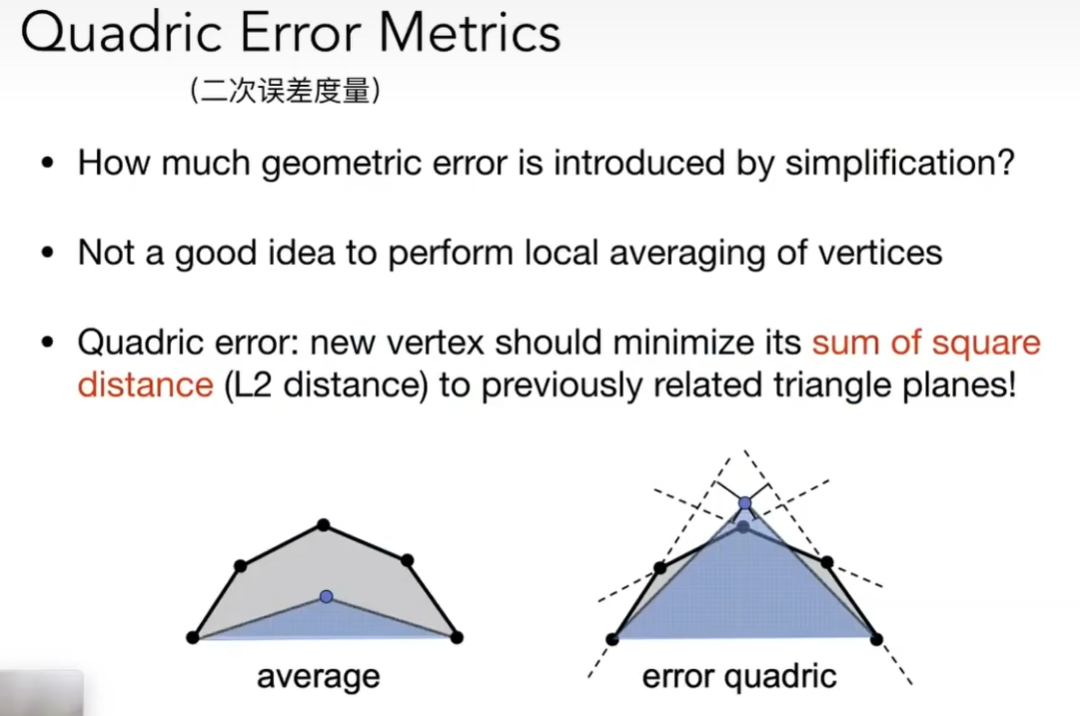 Quadric Error Metrics
(二次误差度量)
• How much geometric error is introduced by simplification?
• Not a good idea to perform local averaging of vertices
• Quadric error: new vertex should minimize its sum of square
distance (L2 distance) to previously related triangle planes!
average
error quadric